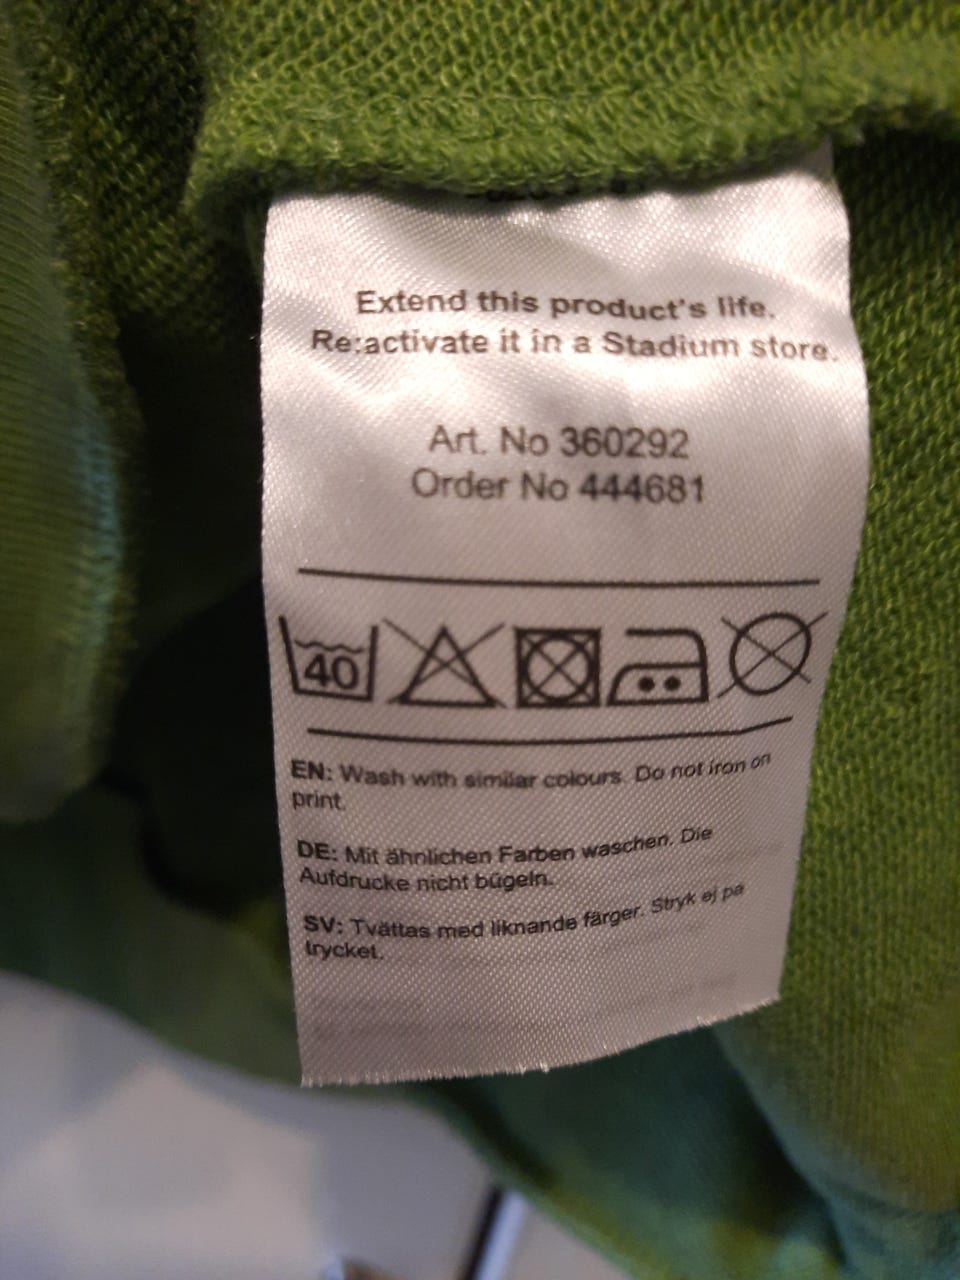 Extend this product's life.
Re:activate it in a Stadium store.
Art. No 360292
Order No 444681
40
EN: Wash with similar colours. Do not iron on
print.
DE: Mit ähnlichen Farben waschen. Die
Aufdrucke nicht bügeln.
SV: Tvättas med liknande färger. Stryk ej på
trycket.